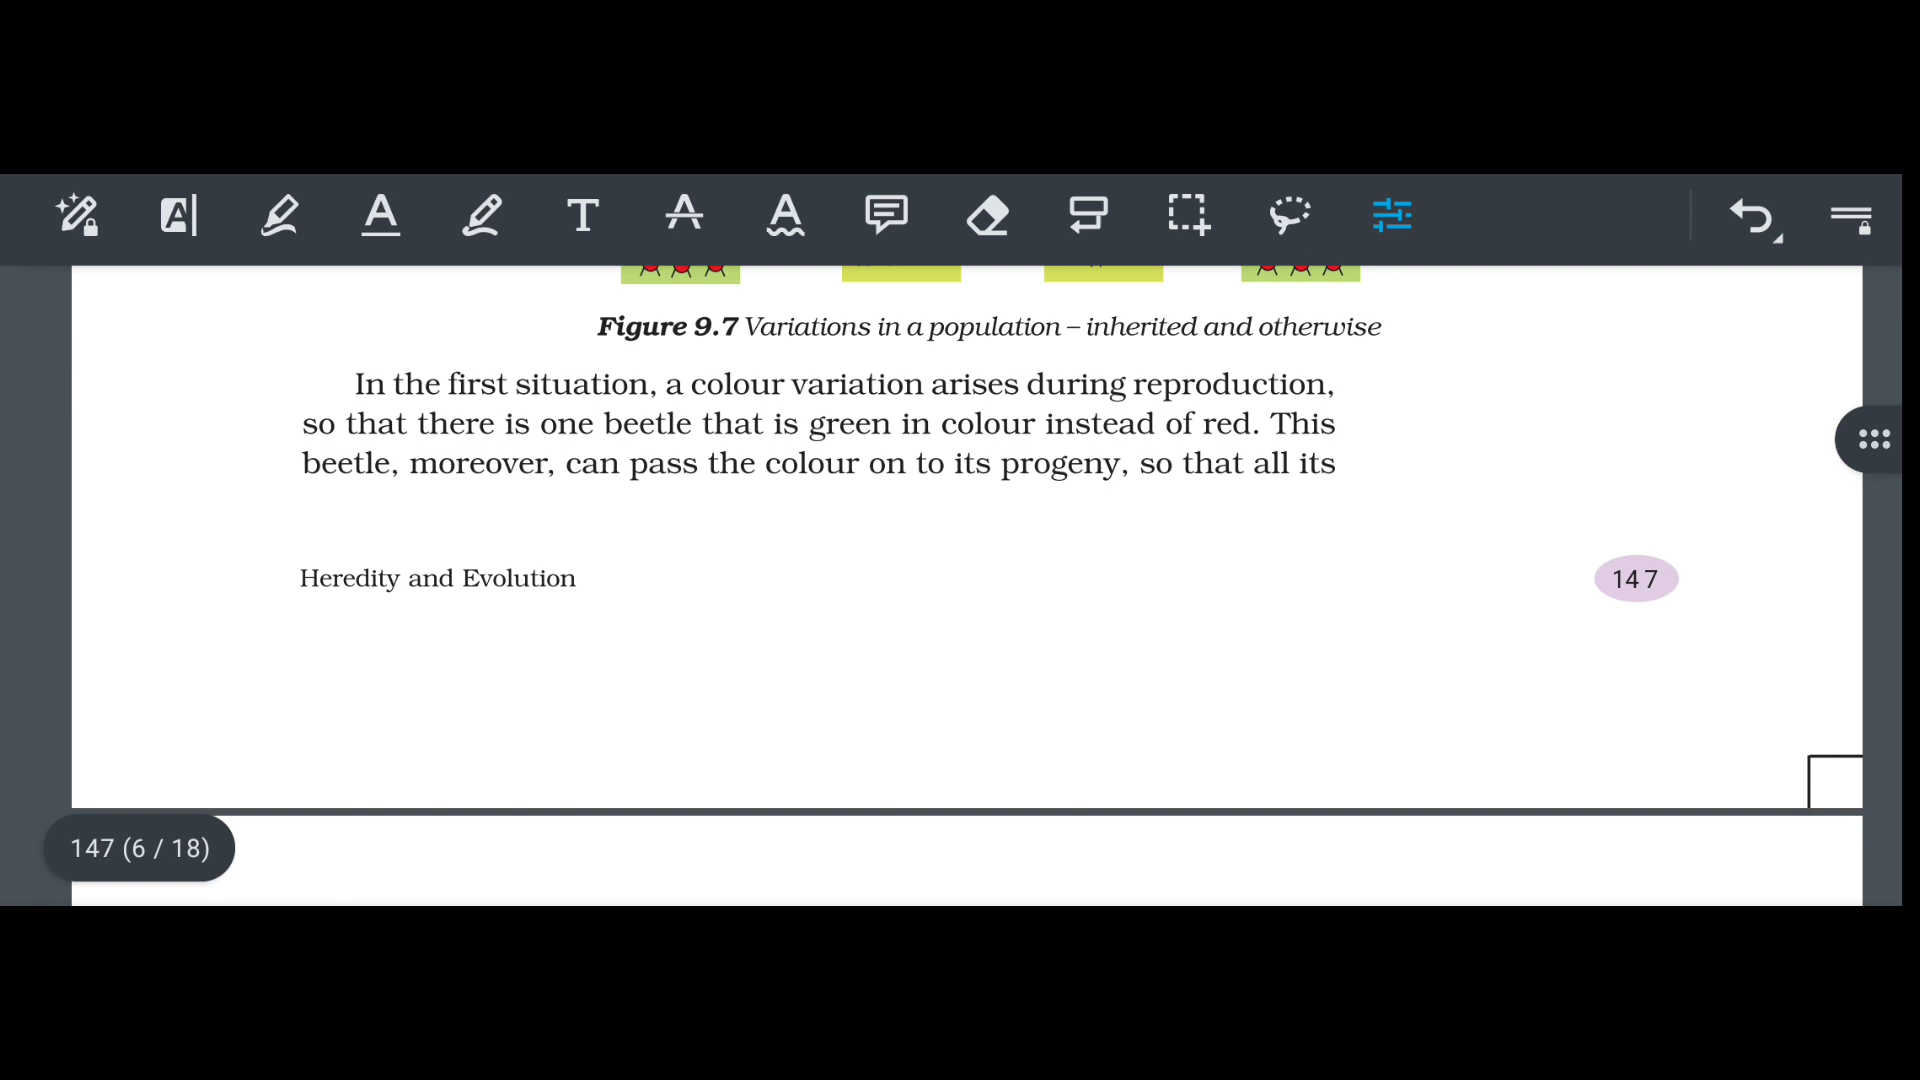 Figure 9.7 Variations in a population – inherited and otherwise
In the first situation, a colour variation arises during reproduction,
so that there is one beetle that is green in colour instead of red. This
beetle, moreover, can pass the colour on to its progeny, so that all its
Heredity and Evolution
147
147 (6 / 18)